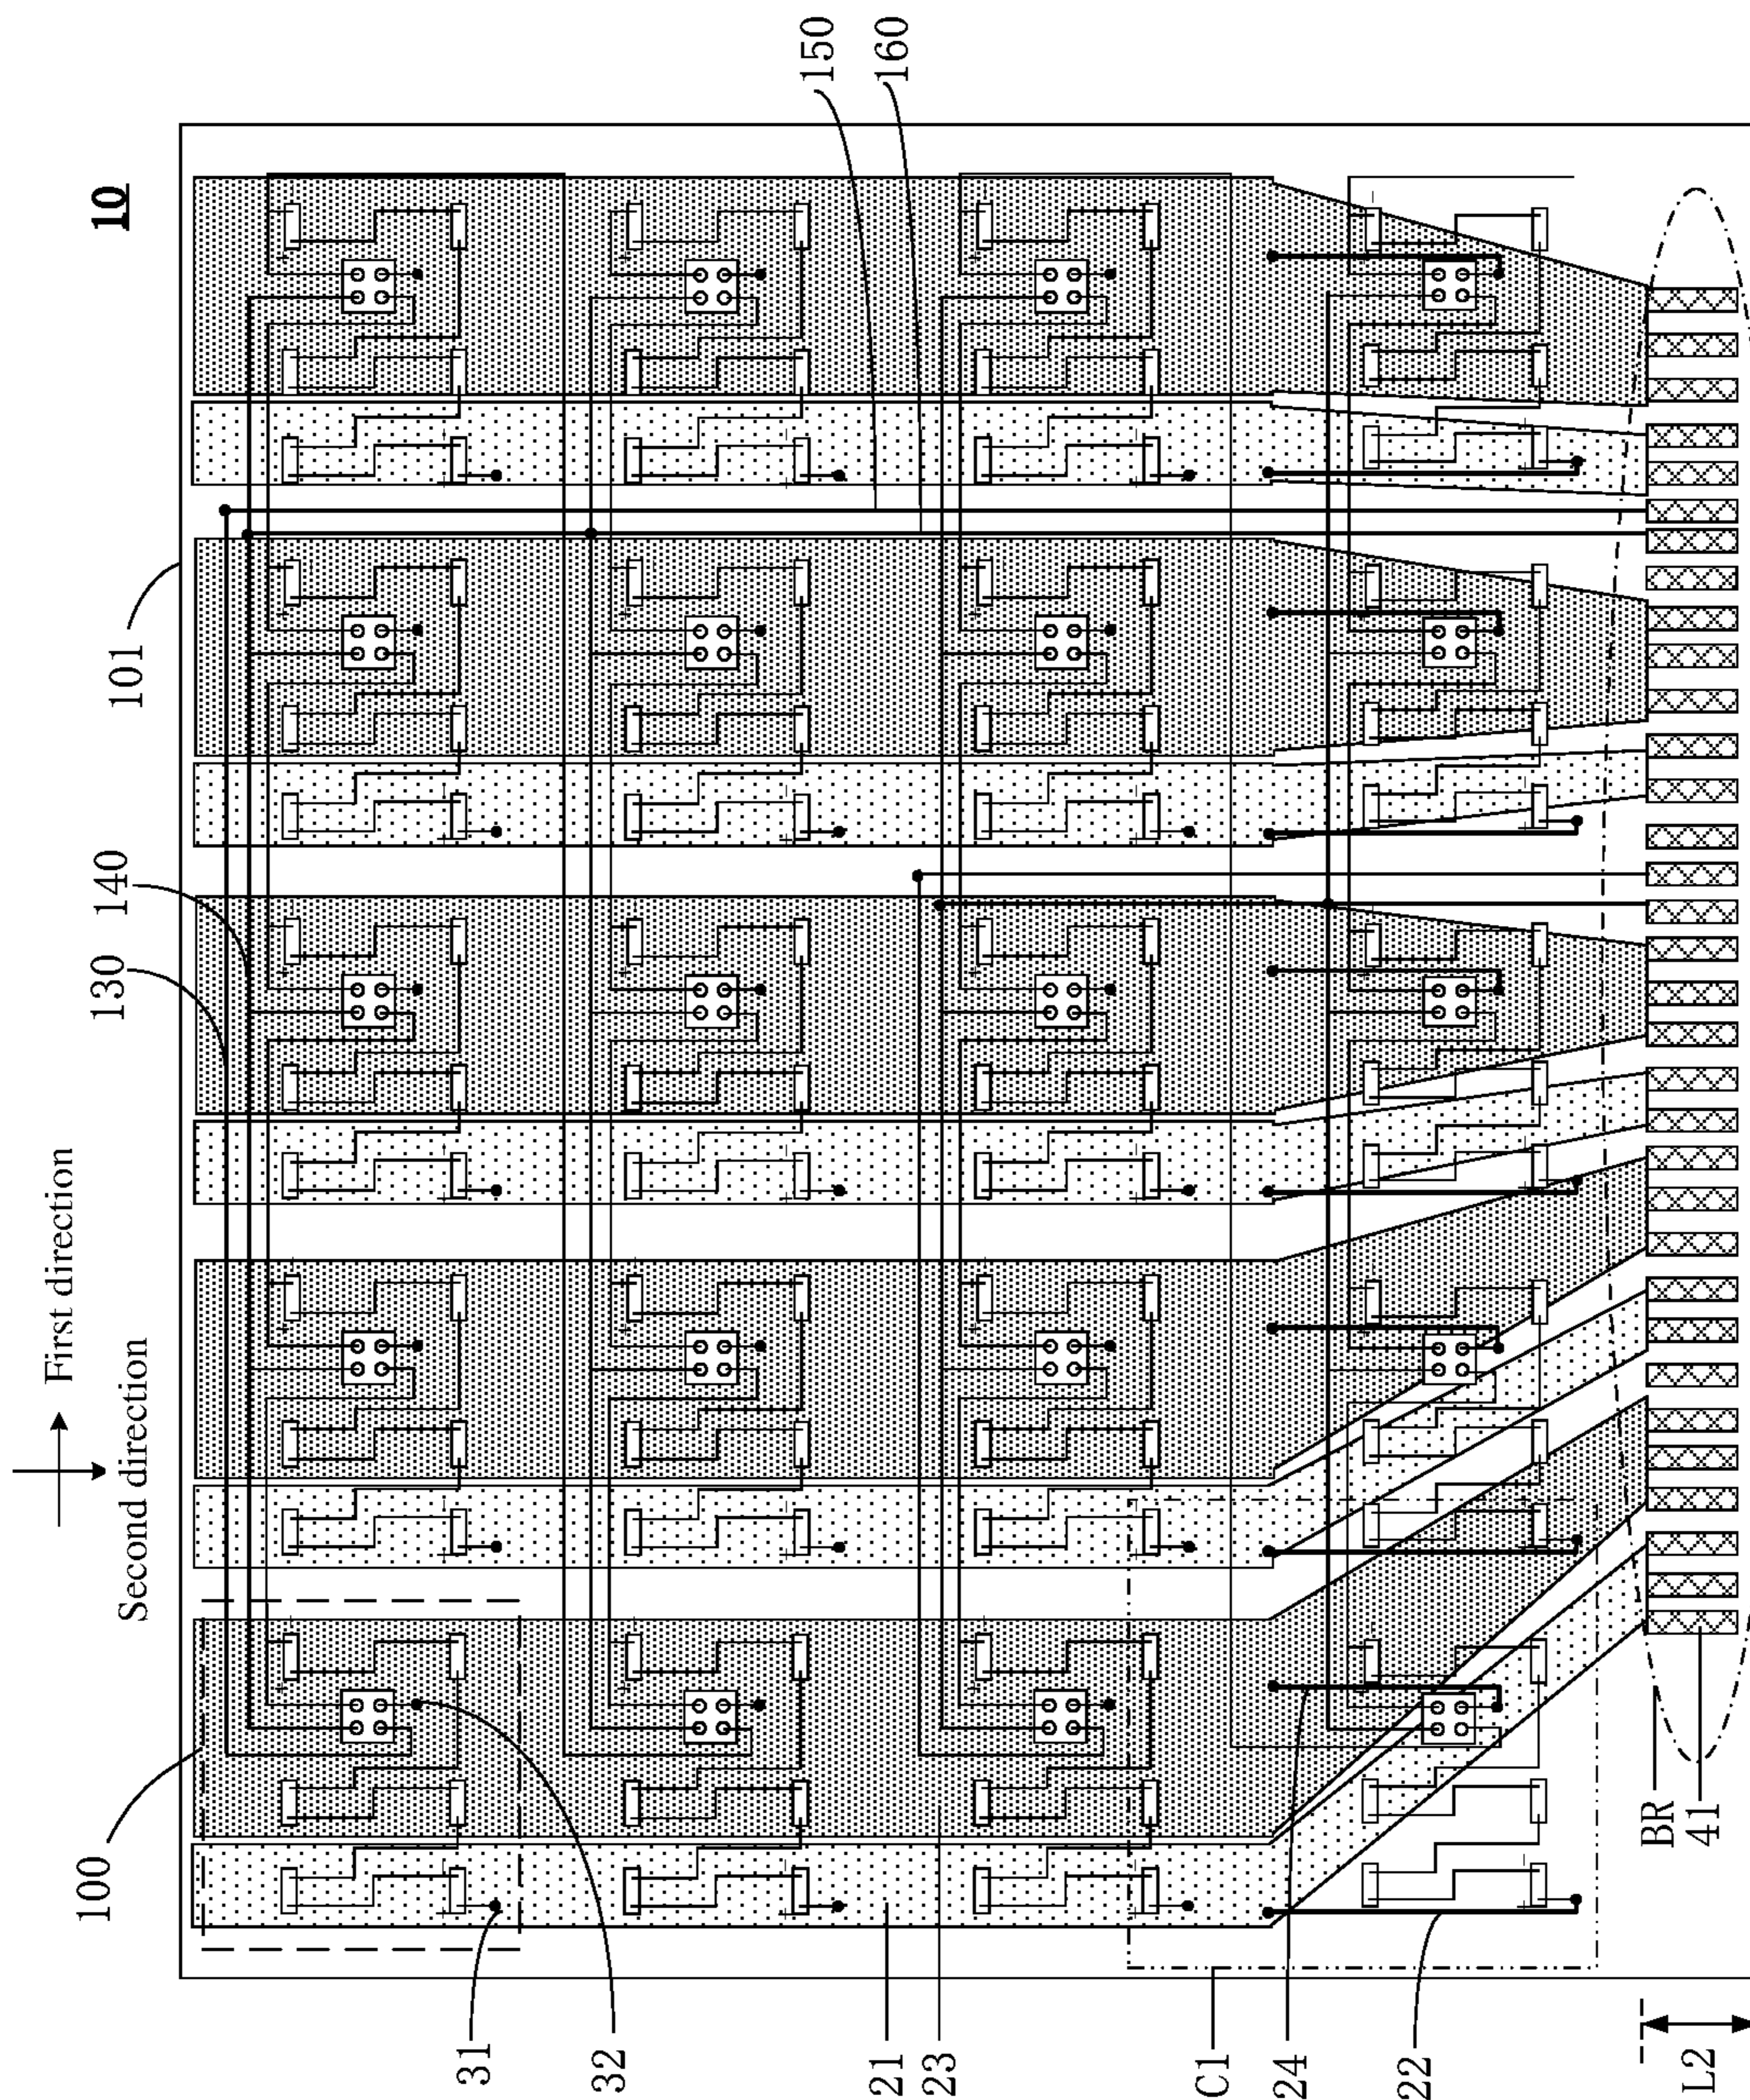 First direction
Second direction
10
100
130
140
101
150
160
31
32
21
23
C1
24
22
L2
BR
41